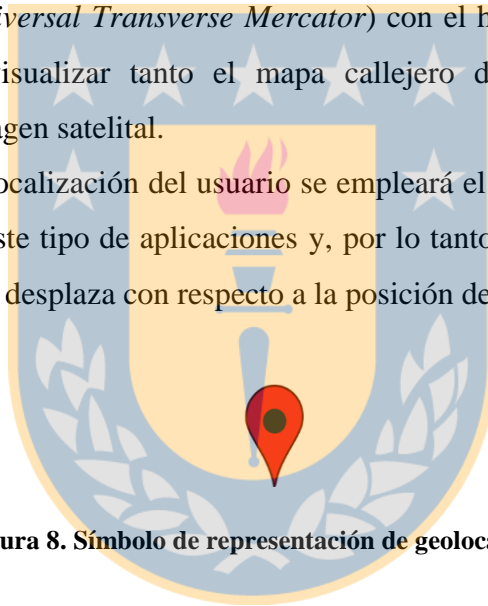 iversal Transverse Mercator) con el h
visualizar tanto el mapa callejero d
agen satelital.
ocalización del usuario se empleará el
ste tipo de aplicaciones y, por lo tanto
desplaza con respecto a la posición de
ura 8. Símbolo de representación de geoloca